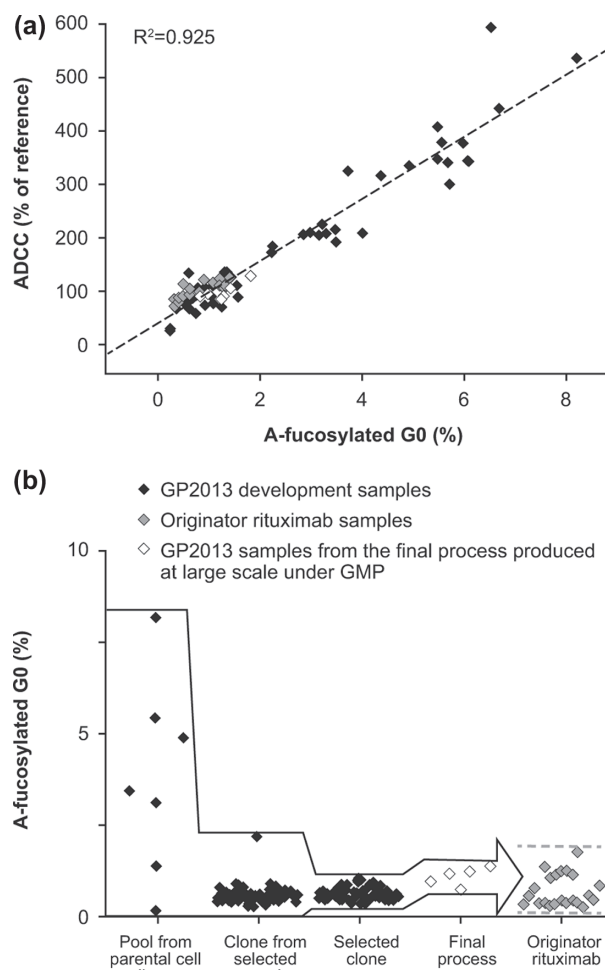 (a)
R²=0.925
600
500
400
300
200
100
0
ADCC (% of reference)
0 2 4 6 8
A-fucosylated G0 (%)
(b)
GP2013 development samples
Originator rituximab samples
GP2013 samples from the final process produced
at large scale under GMP
10
5
0
A-fucosylated G0 (%)
Pool from Clone from Selected Final Originator
parental cell selected clone process rituximab